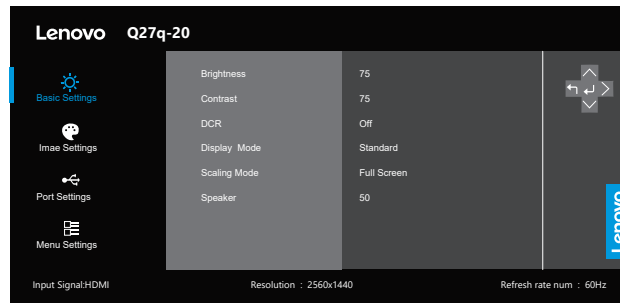 Lenovo Q27q-20
Basic Settings
Imae Settings
Port Settings
Menu Settings
Brightness 75
Contrast 75
DCR Off
Display Mode Standard
Scaling Mode Full Screen
Speaker 50
Lenovo
Input Signal:HDMI Resolution : 2560x1440 Refresh rate num : 60Hz